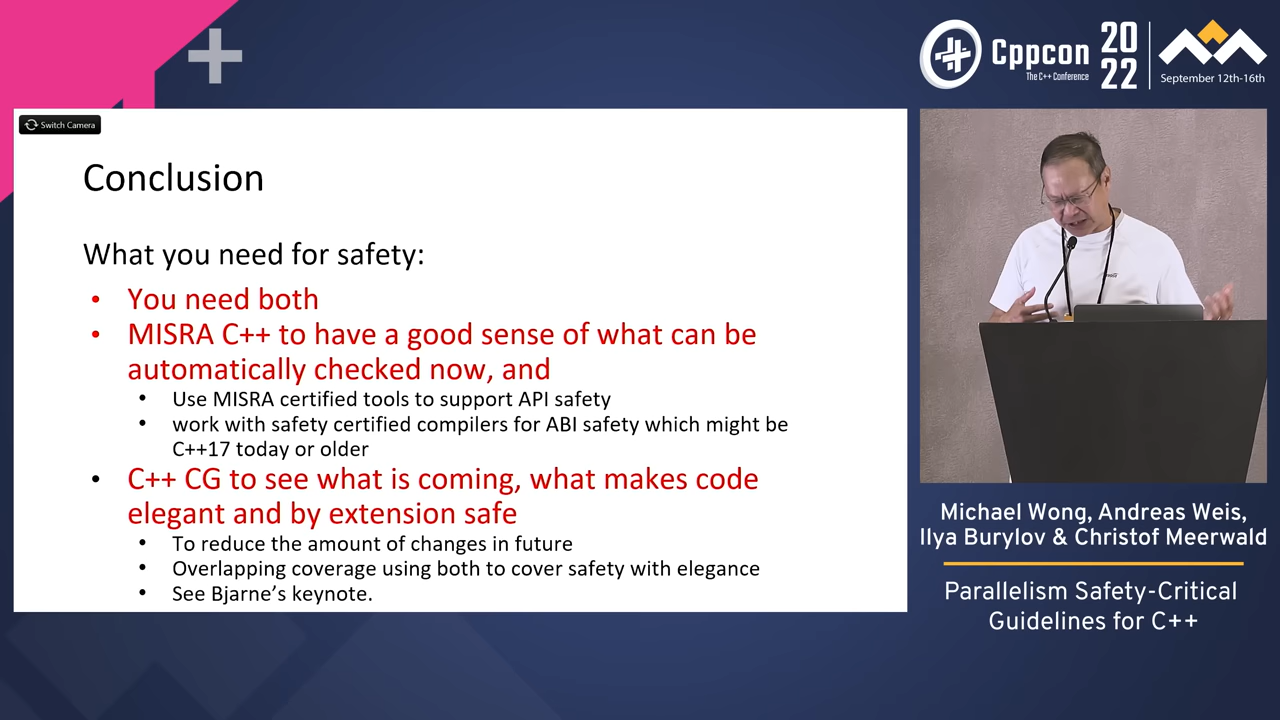 Cppcon
The C++ Conference
20
22
September 12th-16th
Switch Camera
Conclusion
What you need for safety:
• You need both
• MISRA C++ to have a good sense of what can be
automatically checked now, and
• Use MISRA certified tools to support API safety
• work with safety certified compilers for ABI safety which might be
C++17 today or older
• C++ CG to see what is coming, what makes code
elegant and by extension safe
• To reduce the amount of changes in future
• Overlapping coverage using both to cover safety with elegance
• See Bjarne’s keynote.
Michael Wong, Andreas Weis,
Ilya Burylov & Christof Meerwald
Parallelism Safety-Critical
Guidelines for C++